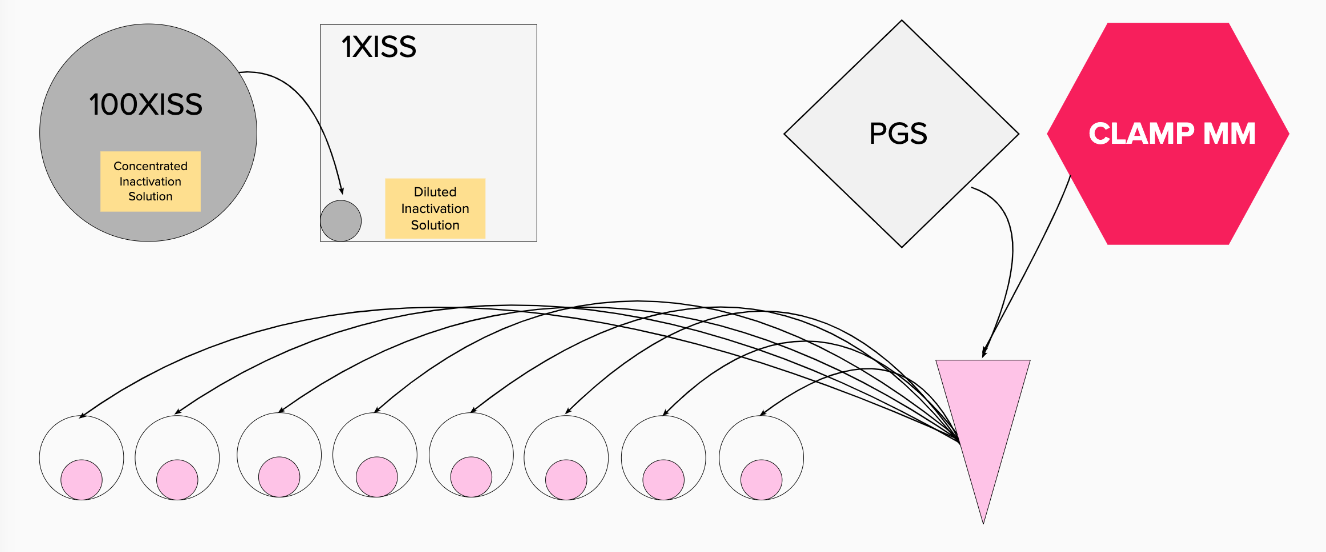 100XISS
Concentrated
Inactivation
Solution
1XISS
Diluted
Inactivation
Solution
PGS
CLAMP MM